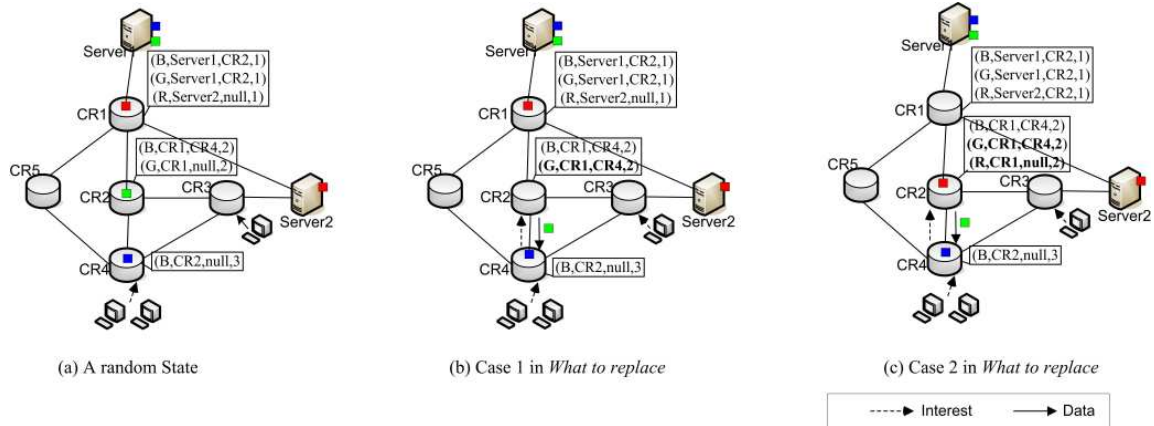 Server
(B,Server1,CR2,1)
(G,Server1,CR2,1)
(R,Server2,null,1)
CR1
(B,CR1,CR4,2)
(G,CR1,null,2)
CR5
CR2
CR3
Server2
CR4
(B,CR2,null,3
(a) A random State
Server
(B,Server1,CR2,1)
(G,Server1,CR2,1)
(R,Server2,null,1)
CR1
(B,CR1,CR4,2)
(G,CR1,CR4,2)
CR5
CR2
CR3
Server2
CR4
(B,CR2,null,3
(b) Case 1 in What to replace
Server
(B,Server1,CR2,1)
(G,Server1,CR2,1)
(R,Server2,CR2,1)
CR1
(B,CR1,CR4,2)
(G,CR1,CR4,2)
(R,CR1,null,2)
CR5
CR2
CR3
Server2
CR4
(B,CR2,null,3
(c) Case 2 in What to replace
Interest
Data